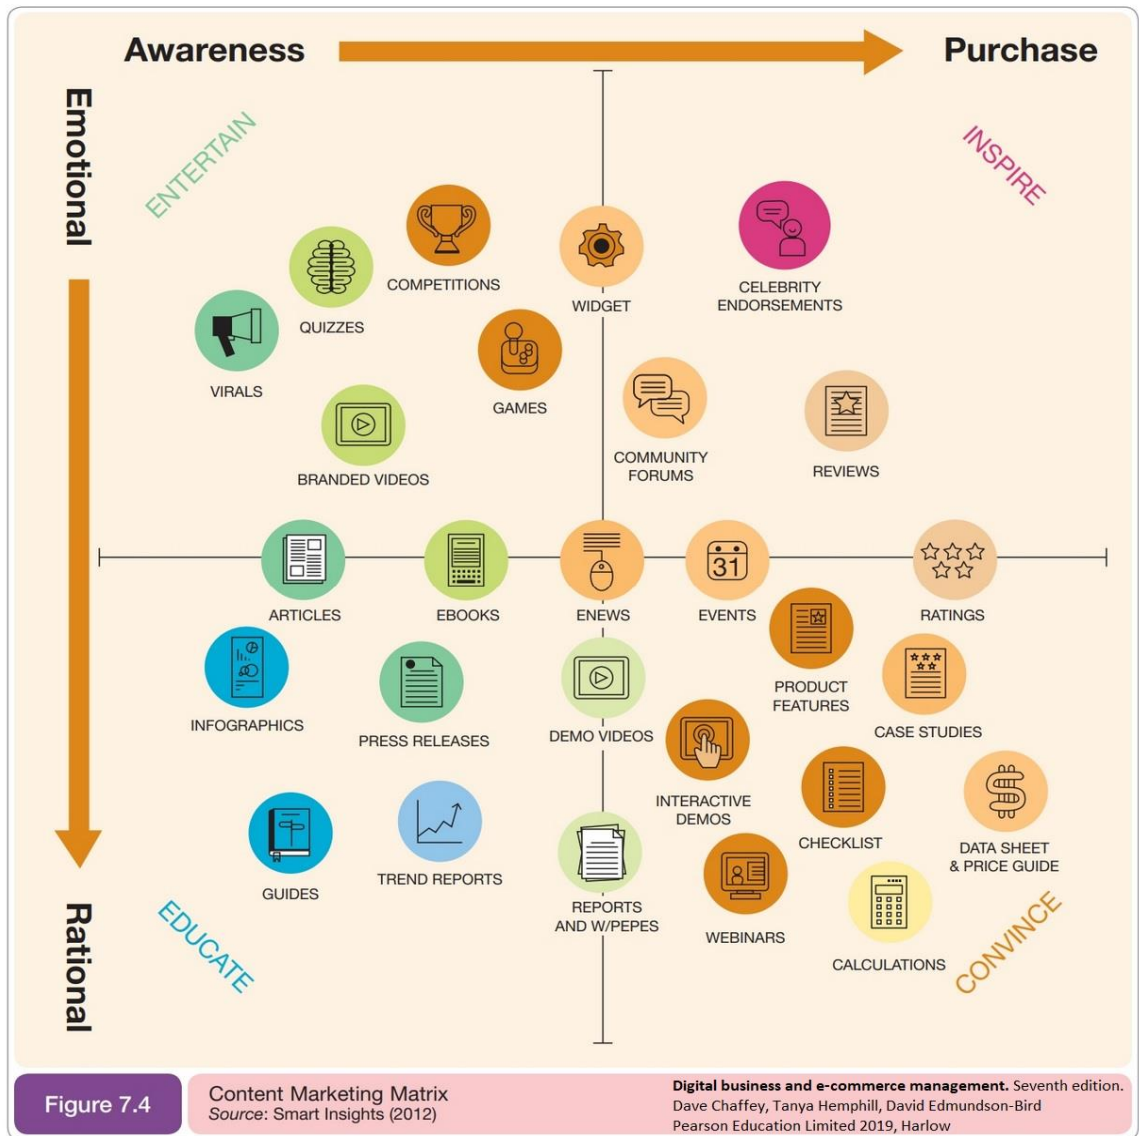 Awareness
Purchase
Emotional
ENTERTAIN
INSPIRE
COMPETITIONS
WIDGET
CELEBRITY
ENDORSEMENTS
QUIZZES
VIRALS
GAMES
COMMUNITY
FORUMS
REVIEWS
BRANDED VIDEOS
31
ARTICLES
EBOOKS
ENEWS
EVENTS
RATINGS
INFOGRAPHICS
PRESS RELEASES
DEMO VIDEOS
PRODUCT
FEATURES
CASE STUDIES
INTERACTIVE
DEMOS
CHECKLIST
DATA SHEET
& PRICE GUIDE
GUIDES
TREND REPORTS
REPORTS
AND W/PEPES
WEBINARS
CALCULATIONS
Rational
EDUCATE
CONVINCE
Figure 7.4
Content Marketing Matrix
Source: Smart Insights (2012)
Digital business and e-commerce management. Seventh edition.
Dave Chaffey, Tanya Hemphill, David Edmundson-Bird
Pearson Education Limited 2019, Harlow